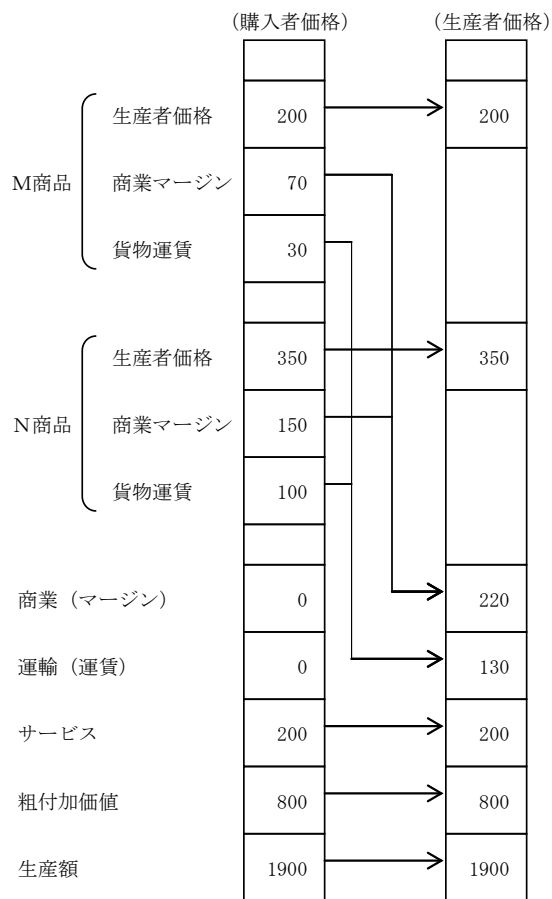 （購入者価格） （生産者価格）
生産者価格 200 200
M商品 商業マージン 70
貨物運賃 30
生産者価格 350 350
N商品 商業マージン 150
貨物運賃 100
商業（マージン） 0 220
運輸（運賃） 0 130
サービス 200 200
粗付加価値 800 800
生産額 1900 1900